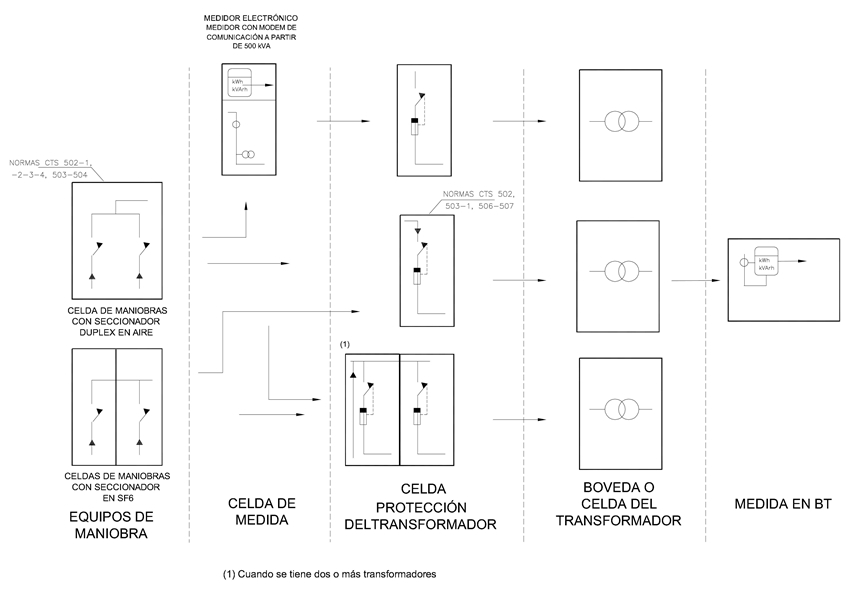 MEDIDOR ELECTRÓNICO
MEDIDOR CON MODEM DE
COMUNICACIÓN A PARTIR
DE 500 kVA
kWh
kVArh
NORMAS CTS 502-1,
-2-3-4, 503-504
NORMAS CTS 502,
503-1, 506-507
kWh
kVArh
CELDA DE MANIOBRAS
CON SECCIONADOR
DUPLEX EN AIRE
(1)
CELDAS DE MANIOBRAS
CON SECCIONADOR
EN SF6
EQUIPOS DE
MANIOBRA
CELDA DE
MEDIDA
CELDA
PROTECCIÓN
DELTRANSFORMADOR
BOVEDA O
CELDA DEL
TRANSFORMADOR
MEDIDA EN BT
(1) Cuando se tiene dos o más transformadores